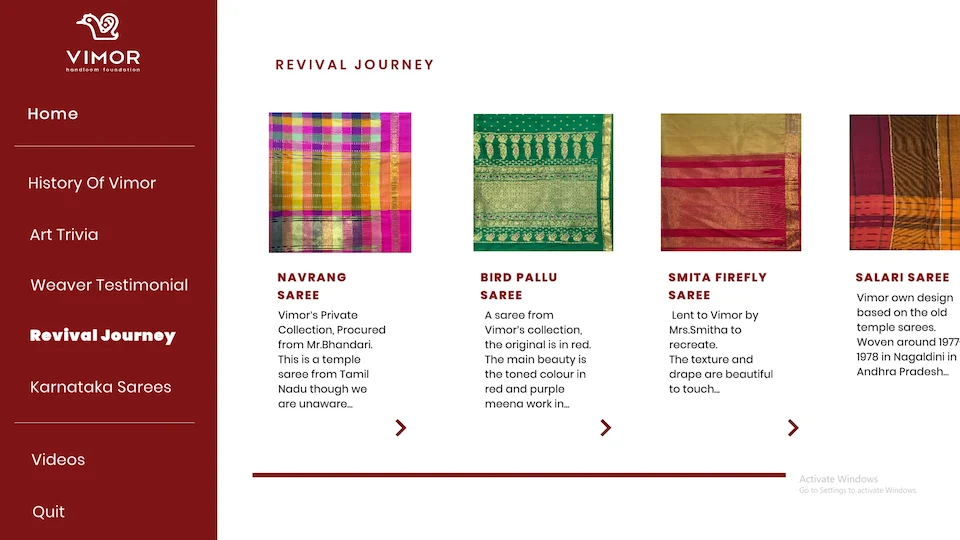 VIMOR
handloom foundation
Home
History Of Vimor
Art Trivia
Weaver Testimonial
Revival Journey
Karnataka Sarees
Videos
Quit
REVIVAL JOURNEY
NAVRANG
SAREE
Vimor's Private
Collection, Procured
from Mr.Bhandari.
This is a temple
saree from Tamil
Nadu though we
are unaware...
BIRD PALLU
SAREE
A saree from
Vimor's collection,
the original is in red.
The main beauty is
the toned colour in
red and purple
meena work in...
SMITA FIREFLY
SAREE
Lent to Vimor by
Mrs.Smitha to
recreate.
The texture and
drape are beautiful
to touch...
SALARI SAREE
Vimor own design
based on the old
temple sarees.
Woven around 1977-
1978 in Nagaldini in
Andhra Pradesh...
Activate Windows
Go to Settings to activate Windows.